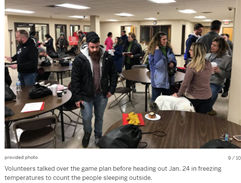 provided photo
9 / 10
Volunteers talked over the game plan before heading out Jan. 24 in freezing
temperatures to count the people sleeping outside.